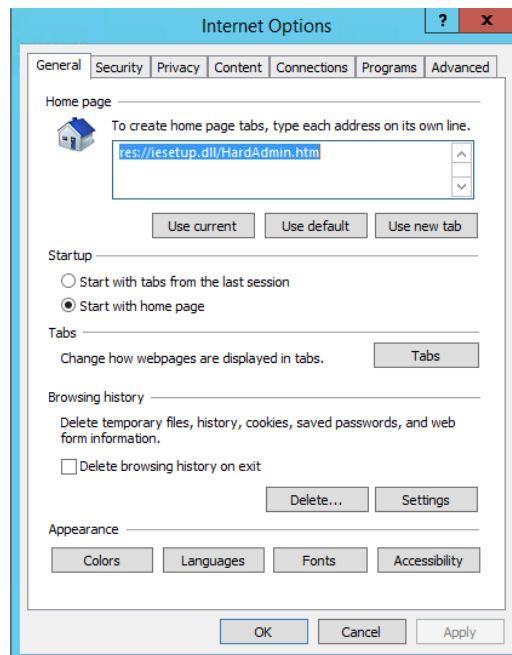 Internet Options
? x
General Security Privacy Content Connections Programs Advanced
Home page
To create home page tabs, type each address on its own line.
res://iesetup.dll/HardAdmin.htm
Use current Use default Use new tab
Startup
Start with tabs from the last session
Start with home page
Tabs
Change how webpages are displayed in tabs. Tabs
Browsing history
Delete temporary files, history, cookies, saved passwords, and web
form information.
Delete browsing history on exit
Delete... Settings
Appearance
Colors Languages Fonts Accessibility
OK Cancel Apply